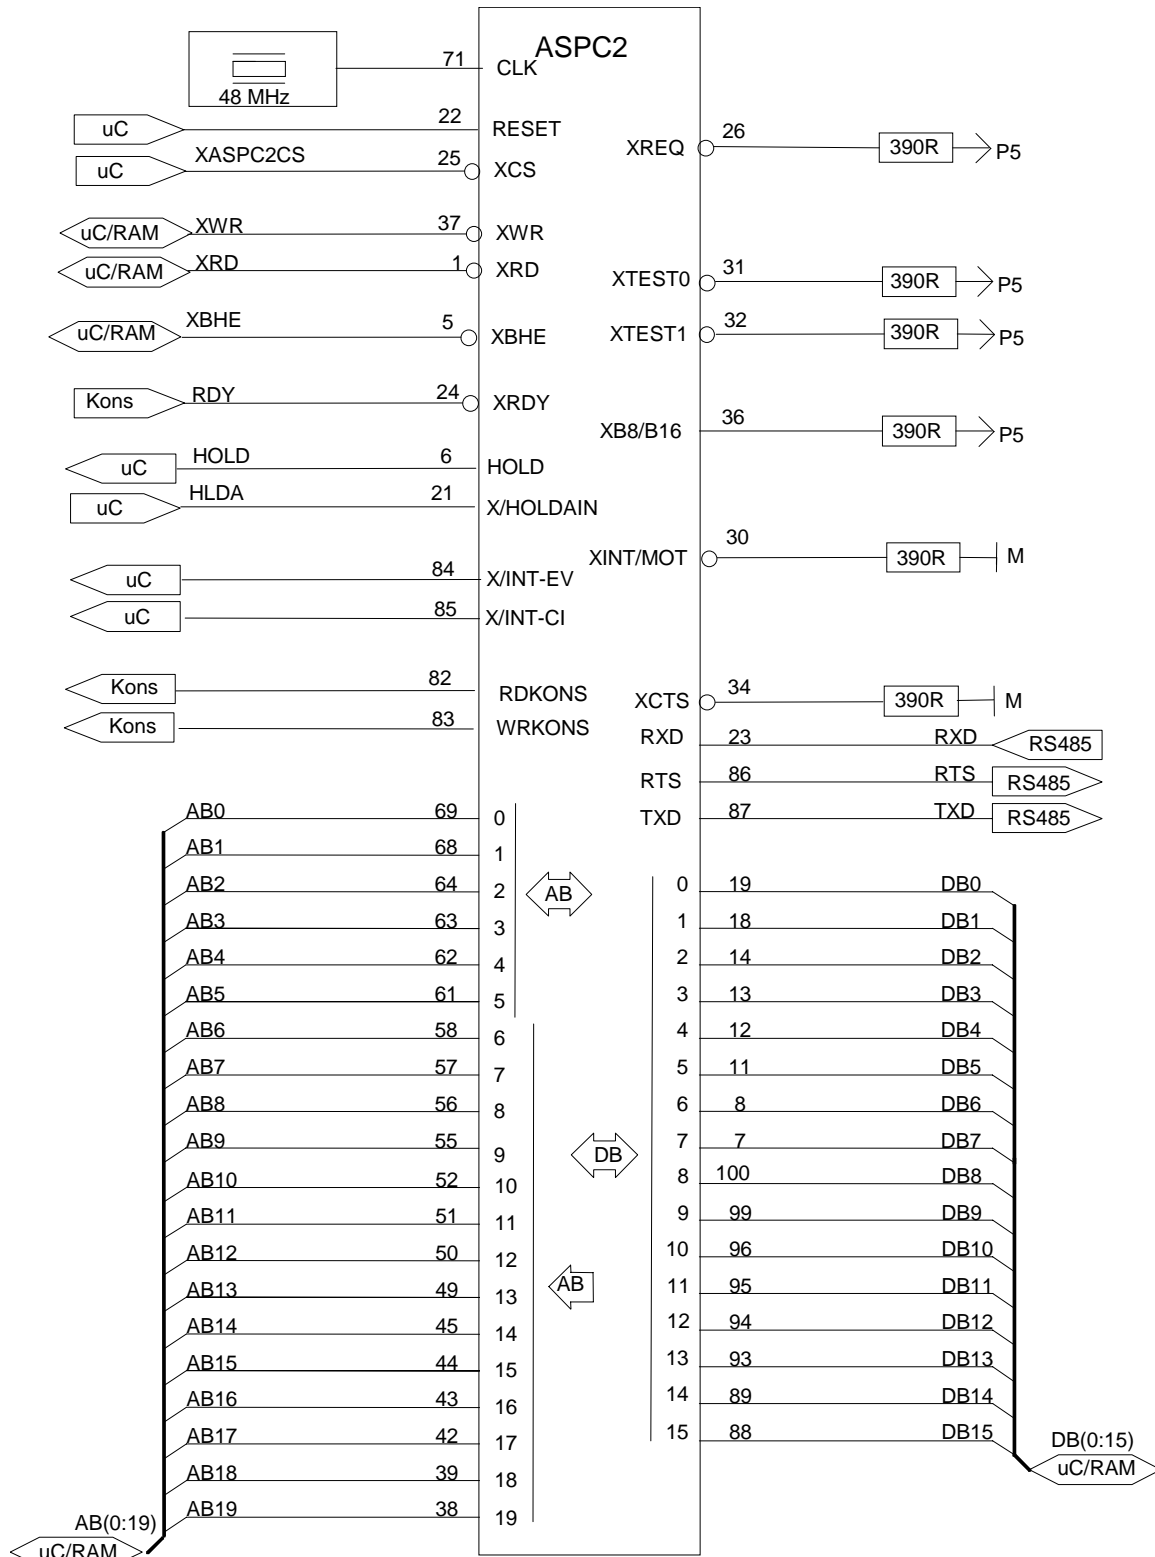 ASPC2
71 CLK
48 MHz
uC 22 RESET
XASPC2CS
uC 25 XCS
uC/RAM XWR 37 XWR
uC/RAM XRD 1 XRD
uC/RAM XBHE 5 XBHE
Kons RDY 24 XRDY
uC HOLD 6 HOLD
uC HLDA 21 X/HOLDAIN
uC 84 X/INT-EV
uC 85 X/INT-CI
Kons 82 RDKONS
Kons 83 WRKONS
XREQ 26 390R P5
XTEST0 31 390R P5
XTEST1 32 390R P5
XB8/B16 36 390R P5
XINT/MOT 30 390R M
XCTS 34 390R M
RXD 23 RXD RS485
RTS 86 RTS RS485
TXD 87 TXD RS485
AB0 69 0
AB1 68 1
AB2 64 2
AB
AB3 63 3
AB4 62 4
AB5 61 5
AB6 58 6
AB7 57 7
AB8 56 8
AB9 55 9
AB10 52 10
AB11 51 11
AB12 50 12
AB13 49 13
AB
AB14 45 14
AB15 44 15
AB16 43 16
AB17 42 17
AB18 39 18
AB19 38 19
AB(0:19)
uC/RAM
0 19 DB0
1 18 DB1
2 14 DB2
3 13 DB3
4 12 DB4
5 11 DB5
6 8 DB6
7 7 DB7
DB
8 100 DB8
9 99 DB9
10 96 DB10
11 95 DB11
12 94 DB12
13 93 DB13
14 89 DB14
15 88 DB15
DB(0:15)
uC/RAM